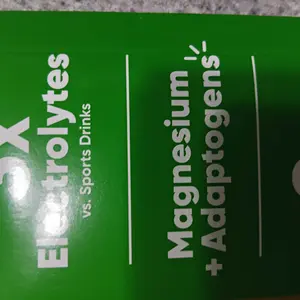 Electrolytes
vs. Sports Drinks
Magnesium
+ Adaptogens